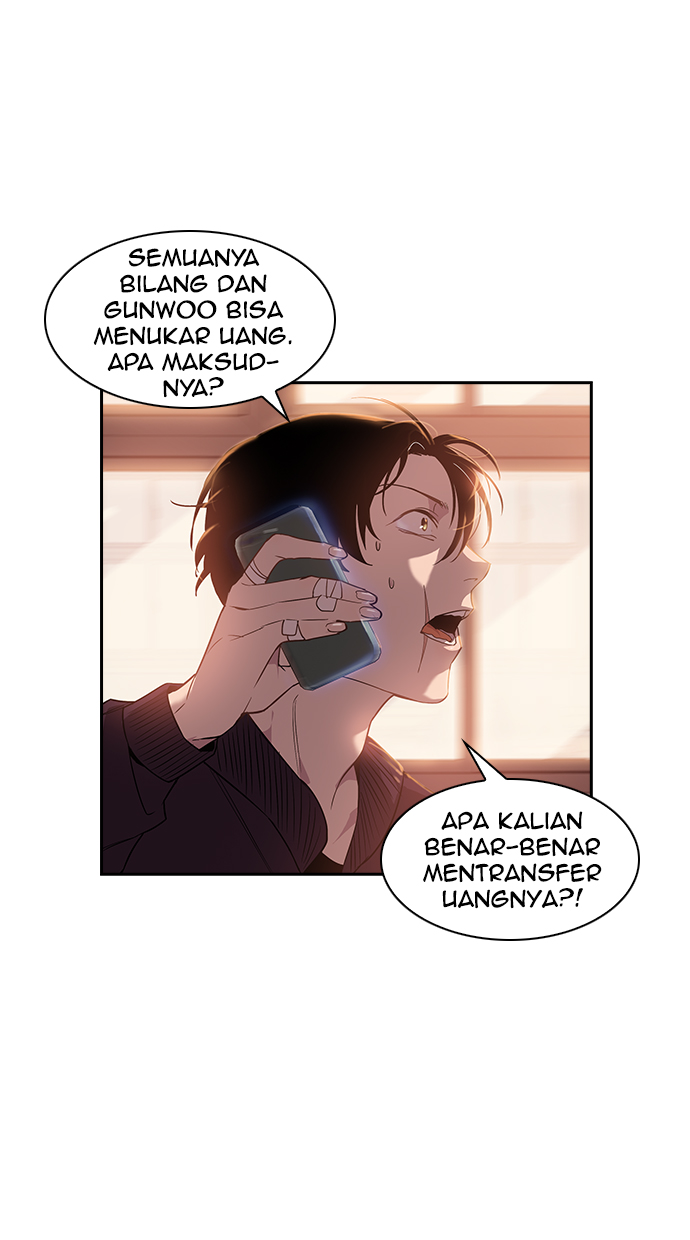 SEMUANYA
BILANG DAN
GUNWOO BISA
MENUKAR UANG.
APA MAKSUD-
NYA?
APA KALIAN
BENAR-BENAR
MENTRANSFER
UANGNYA?!